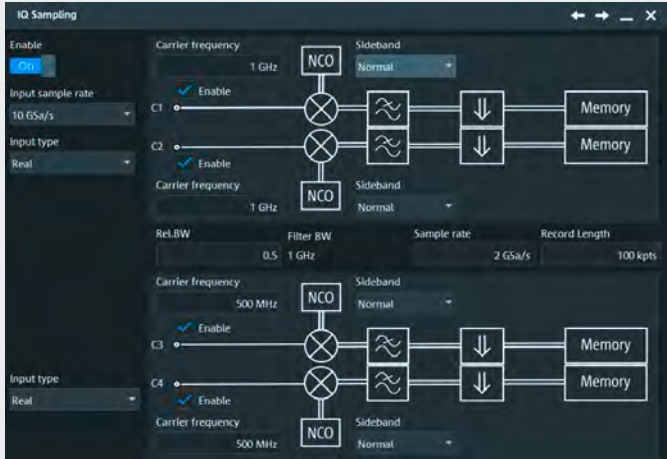 IQ Sampling
Enable
On
Input sample rate
10 GSa/s
Input type
Real
Carrier frequency
1 GHz
NCO
Sideband
Normal
Enable
C1
Memory
C2
Memory
Enable
Carrier frequency
1 GHz
NCO
Sideband
Normal
Rel.BW
0.5
Filter BW
1 GHz
Sample rate
2 GSa/s
Record Length
100 kpts
Carrier frequency
500 MHz
NCO
Sideband
Normal
Enable
C3
Memory
Input type
Real
C4
Memory
Enable
Carrier frequency
500 MHz
NCO
Sideband
Normal